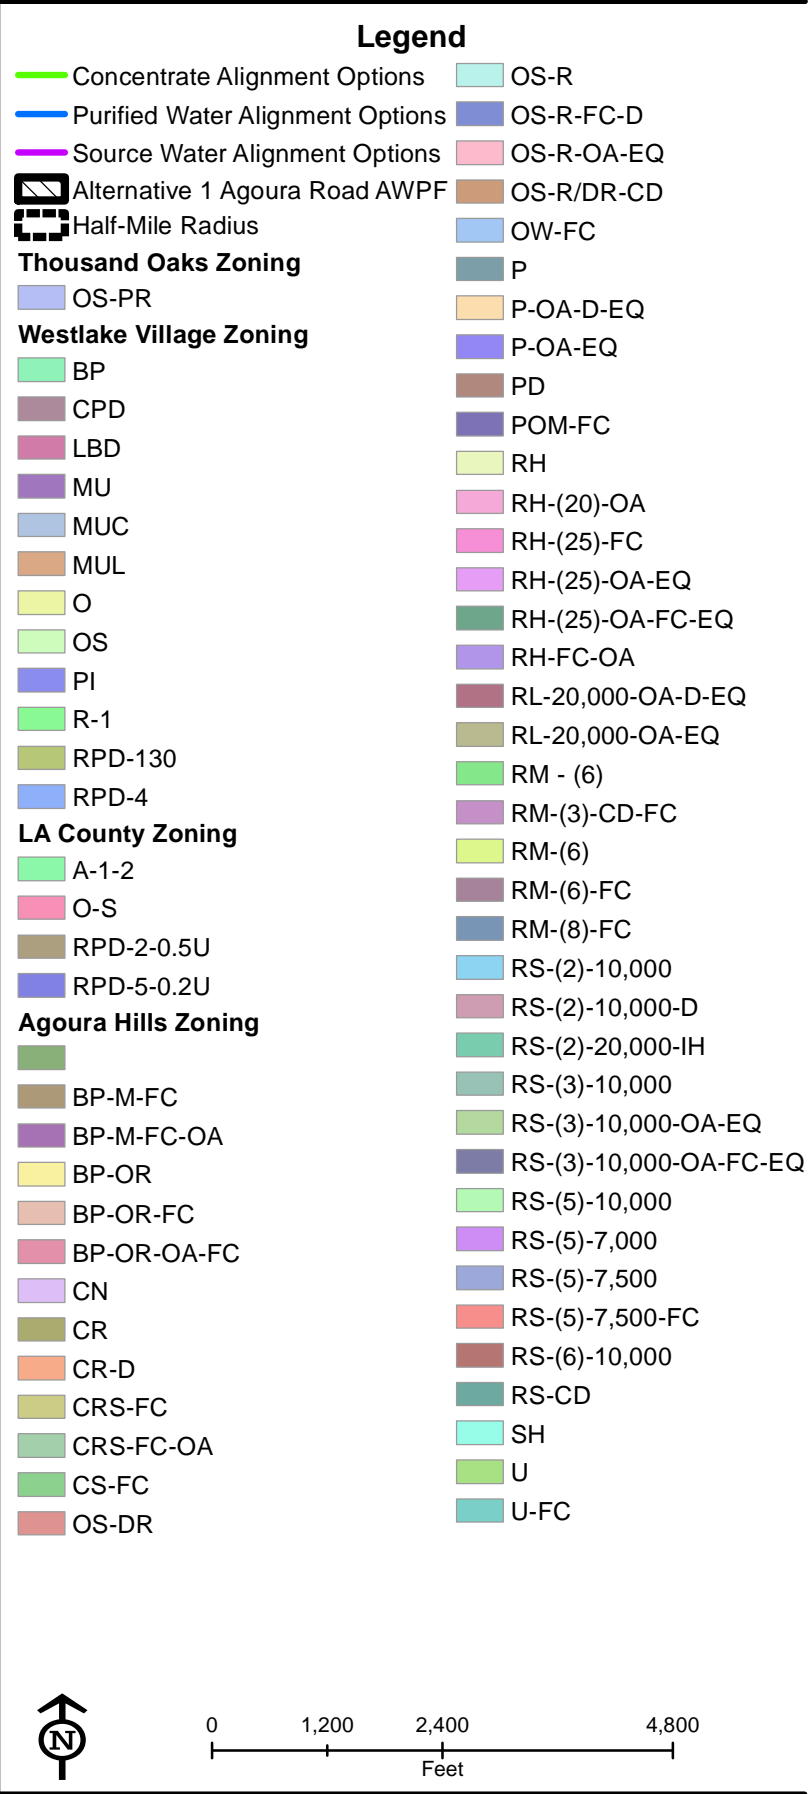 Legend
Concentrate Alignment Options
Purified Water Alignment Options
Source Water Alignment Options
Alternative 1 Agoura Road AWPF
Half-Mile Radius
Thousand Oaks Zoning
OS-PR
Westlake Village Zoning
BP
CPD
LBD
MU
MUC
MUL
O
OS
PI
R-1
RPD-130
RPD-4
LA County Zoning
A-1-2
O-S
RPD-2-0.5U
RPD-5-0.2U
Agoura Hills Zoning
BP-M-FC
BP-M-FC-OA
BP-OR
BP-OR-FC
BP-OR-OA-FC
CN
CR
CR-D
CRS-FC
CRS-FC-OA
CS-FC
OS-DR
OS-R
OS-R-FC-D
OS-R-OA-EQ
OS-R/DR-CD
OW-FC
P
P-OA-D-EQ
P-OA-EQ
PD
POM-FC
RH
RH-(20)-OA
RH-(25)-FC
RH-(25)-OA-EQ
RH-(25)-OA-FC-EQ
RH-FC-OA
RL-20,000-OA-D-EQ
RL-20,000-OA-EQ
RM - (6)
RM-(3)-CD-FC
RM-(6)
RM-(6)-FC
RM-(8)-FC
RS-(2)-10,000
RS-(2)-10,000-D
RS-(2)-20,000-IH
RS-(3)-10,000
RS-(3)-10,000-OA-EQ
RS-(3)-10,000-OA-FC-EQ
RS-(5)-10,000
RS-(5)-7,000
RS-(5)-7,500
RS-(5)-7,500-FC
RS-(6)-10,000
RS-CD
SH
U
U-FC
N
0 1,200 2,400 4,800
Feet